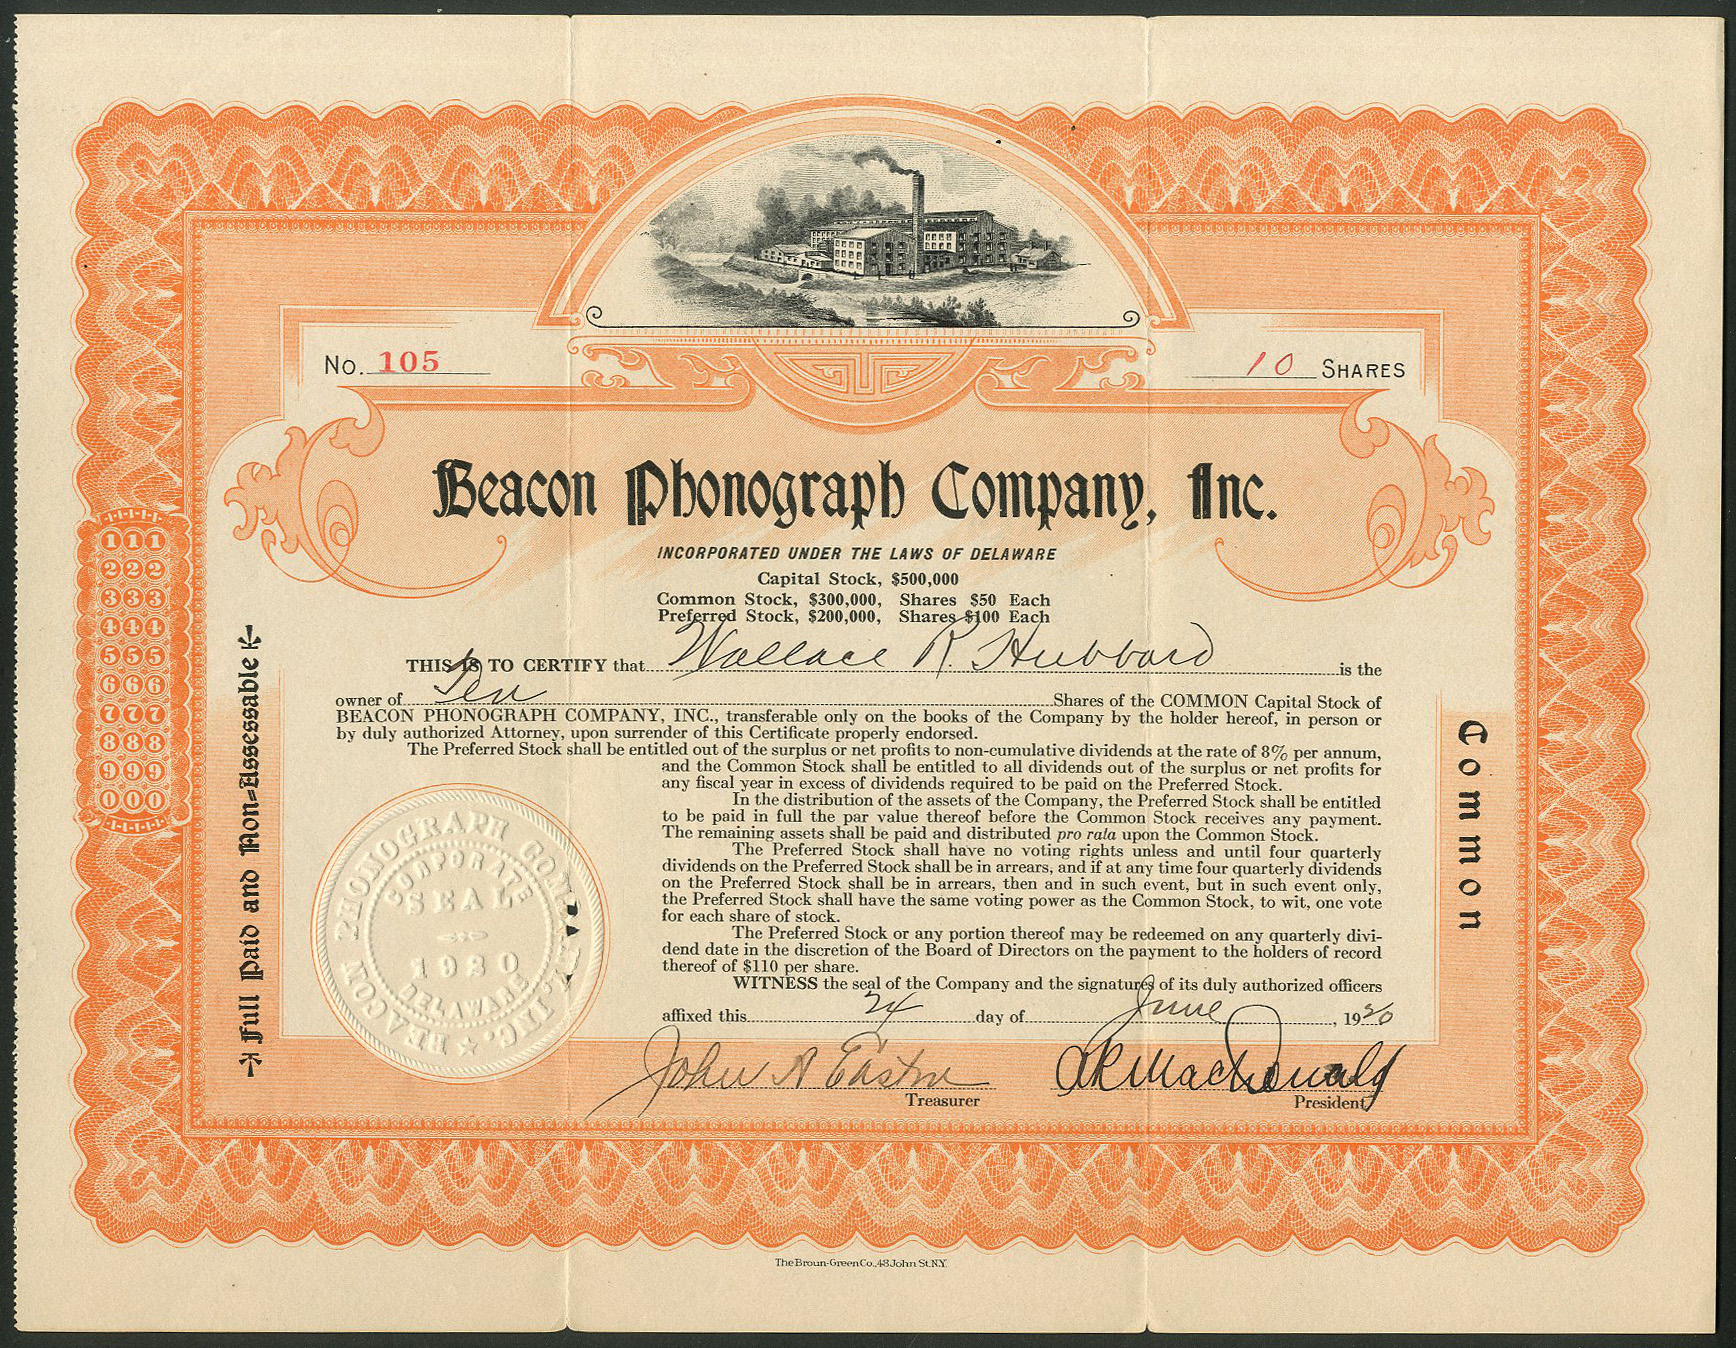 No. 105
10 SHARES
Beacon Phonograph Company, Inc.
INCORPORATED UNDER THE LAWS OF DELAWARE
Capital Stock, $500,000
Common Stock, $300,000, Shares $50 Each
Preferred Stock, $200,000, Shares $100 Each
THIS IS TO CERTIFY that Wallace R. Hubbard is the
owner of Ten Shares of the COMMON Capital Stock of
BEACON PHONOGRAPH COMPANY, INC., transferable only on the books of the Company by the holder hereof, in person or
by duly authorized Attorney, upon surrender of this Certificate properly endorsed.
The Preferred Stock shall be entitled out of the surplus or net profits to non-cumulative dividends at the rate of 8% per annum,
and the Common Stock shall be entitled to all dividends out of the surplus or net profits for
any fiscal year in excess of dividends required to be paid on the Preferred Stock.
In the distribution of the assets of the Company, the Preferred Stock shall be entitled
to be paid in full the par value thereof before the Common Stock receives any payment.
The remaining assets shall be paid and distributed pro rala upon the Common Stock.
The Preferred Stock shall have no voting rights unless and until four quarterly
dividends on the Preferred Stock shall be in arrears, and if at any time four quarterly dividends
on the Preferred Stock shall be in arrears, then and in such event, but in such event only,
the Preferred Stock shall have the same voting power as the Common Stock, to wit, one vote
for each share of stock.
The Preferred Stock or any portion thereof may be redeemed on any quarterly divi-
dend date in the discretion of the Board of Directors on the payment to the holders of record
thereof of $110 per share.
WITNESS the seal of the Company and the signatures of its duly authorized officers
affixed this 24 day of June, 1920
John A
Treasurer
MacDonald
President
111
222
333
444
555
666
777
888
999
000
Full Paid and Non-Assessable
Common
BEACON PHONOGRAPH COMPANY, INC.
CORPORATE
SEAL
1920
DELAWARE
The Broun-Green Co., 48 John St. N.Y.